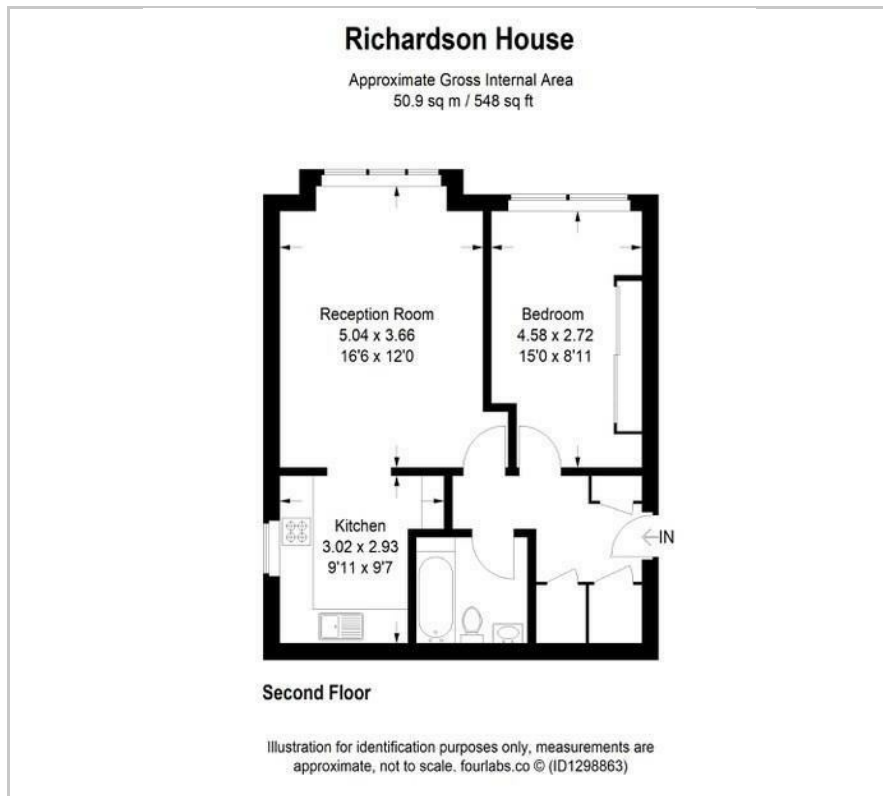 Richardson House
Approximate Gross Internal Area
50.9 sq m / 548 sq ft
Reception Room
5.04 x 3.66
16'6 x 12'0
Bedroom
4.58 x 2.72
15'0 x 8'11
Kitchen
3.02 x 2.93
9'11 x 9'7
IN
Second Floor
Illustration for identification purposes only, measurements are
approximate, not to scale. fourlabs.co © (ID1298863)